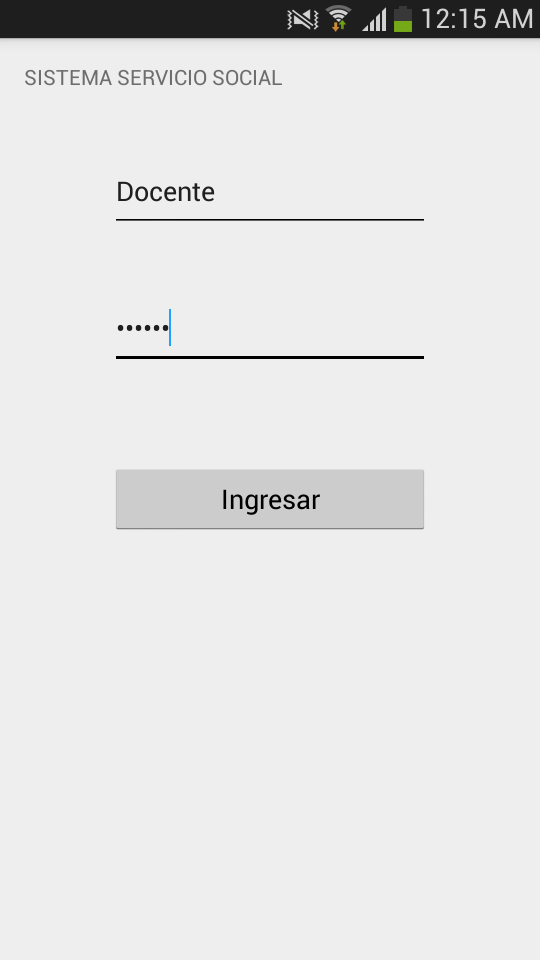 12:15 AM
SISTEMA SERVICIO SOCIAL
Docente
••••••
Ingresar